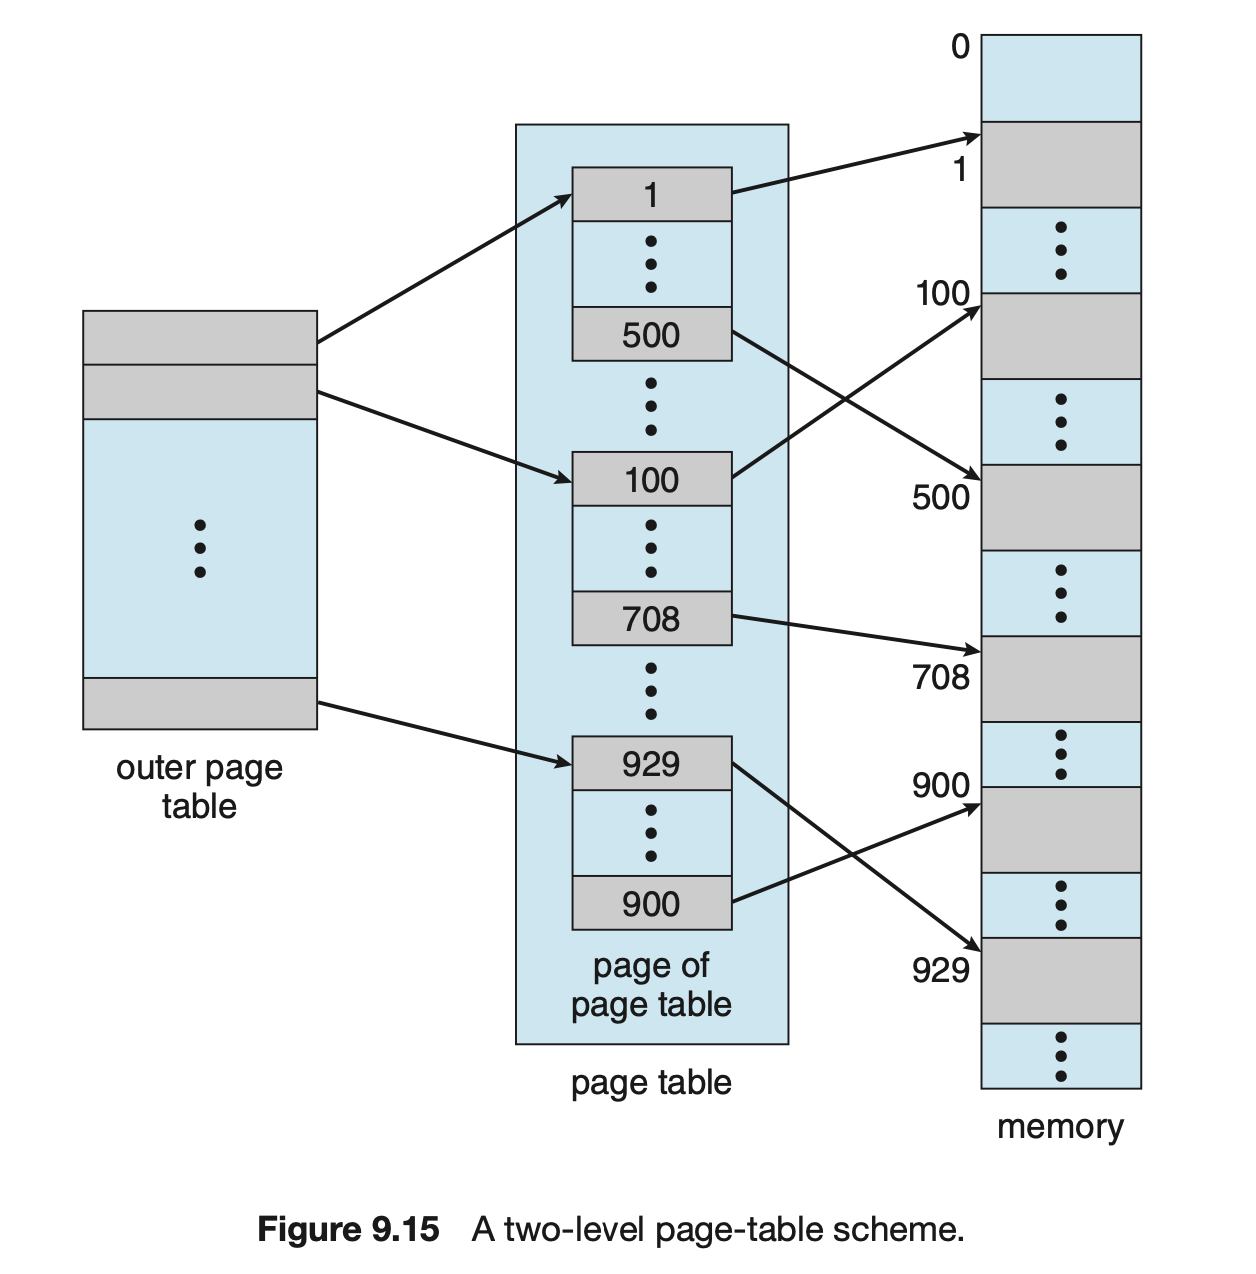 outer page
table
1
500
100
708
929
900
page of
page table
page table
0
1
100
500
708
900
929
memory
Figure 9.15 A two-level page-table scheme.